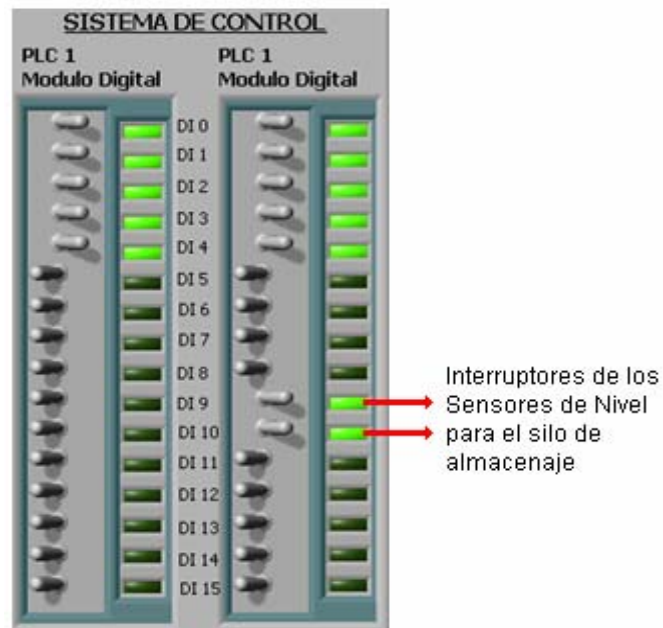 SISTEMA DE CONTROL
PLC 1
Modulo Digital
PLC 1
Modulo Digital
DI 0
DI 1
DI 2
DI 3
DI 4
DI 5
DI 6
DI 7
DI 8
DI 9
DI 10
DI 11
DI 12
DI 13
DI 14
DI 15
Interruptores de los
Sensores de Nivel
para el silo de
almacenaje